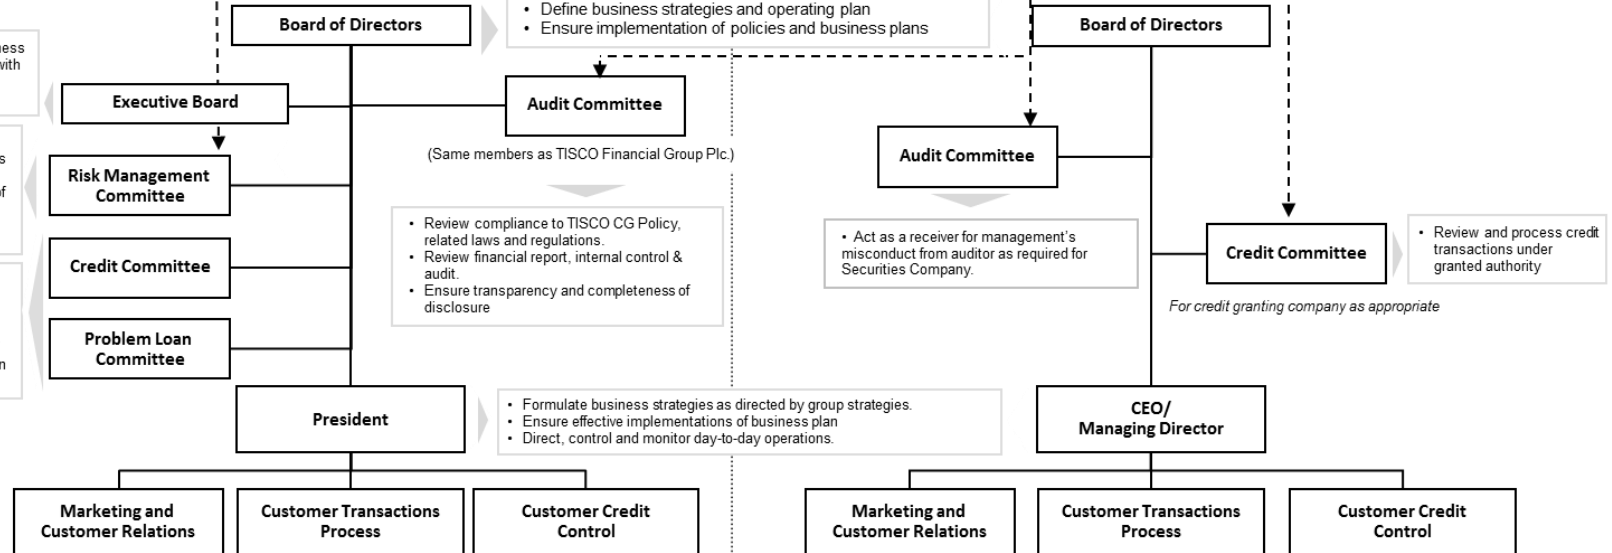 Board of Directors
• Define business strategies and operating plan
• Ensure implementation of policies and business plans
Board of Directors
with
Executive Board
Audit Committee
(Same members as TISCO Financial Group Plc.)
Audit Committee
Risk Management
Committee
• Review compliance to TISCO CG Policy,
related laws and regulations.
• Review financial report, internal control &
audit.
• Ensure transparency and completeness of
disclosure
• Act as a receiver for management's
misconduct from auditor as required for
Securities Company.
Credit Committee
• Review and process credit
transactions under
granted authority
For credit granting company as appropriate
Credit Committee
Problem Loan
Committee
President
• Formulate business strategies as directed by group strategies.
• Ensure effective implementations of business plan
• Direct, control and monitor day-to-day operations.
CEO/
Managing Director
Marketing and
Customer Relations
Customer Transactions
Process
Customer Credit
Control
Marketing and
Customer Relations
Customer Transactions
Process
Customer Credit
Control